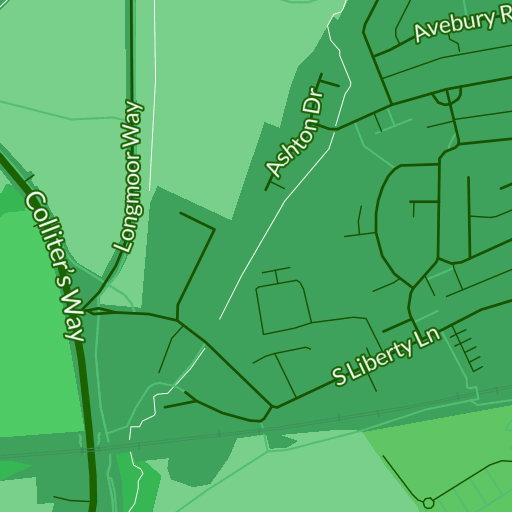 Avebury R
Ashton Dr
Longmoor Way
Colliter's Way
S Liberty Ln